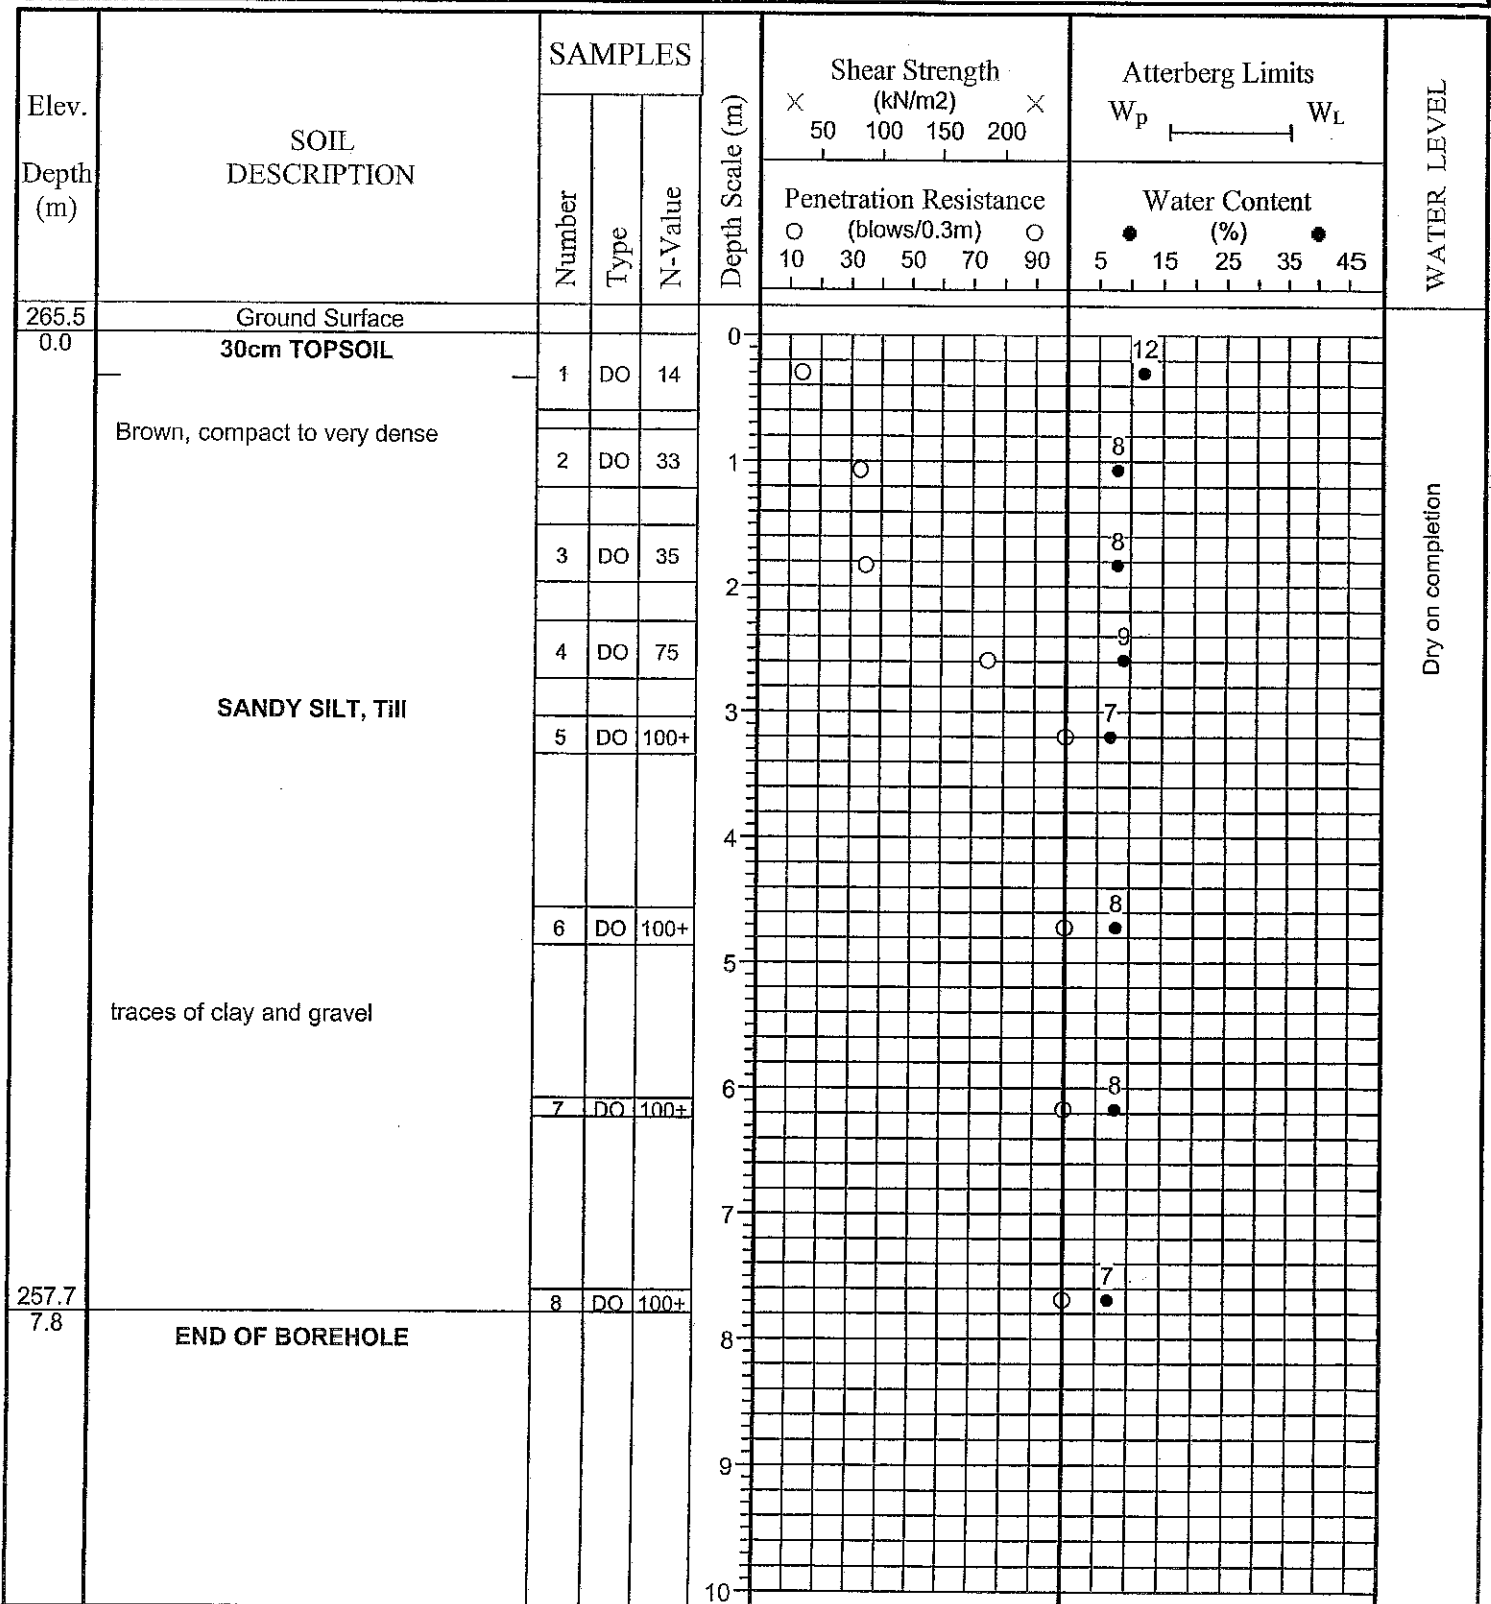 SAMPLES
Elev.
Depth
(m)
SOIL
DESCRIPTION
Number
Type
N-Value
Depth Scale (m)
Shear Strength
× (kN/m2) ×
50 100 150 200
Penetration Resistance
○ (blows/0.3m) ○
10 30 50 70 90
Atterberg Limits
Wp WL
Water Content
● (%) ●
5 15 25 35 45
WATER LEVEL
265.5 Ground Surface
0.0 30cm TOPSOIL
0
1 DO 14
12
Brown, compact to very dense
2 DO 33
1
8
3 DO 35
8
2
Dry on completion
4 DO 75
9
SANDY SILT, Till
3
7
5 DO 100+
4
8
6 DO 100+
5
traces of clay and gravel
6
8
7 DO 100+
7
7
257.7
8 DO 100+
7.8
END OF BOREHOLE
8
9
10